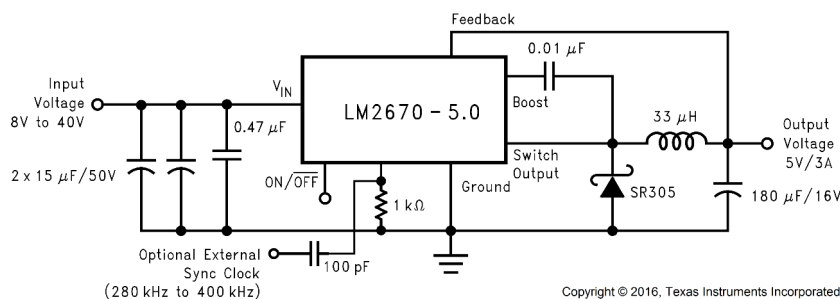 Feedback
0.01 μF
Input
Voltage
8V to 40V
V_IN
LM2670 – 5.0
Boost
33 μH
Output
Voltage
5V/3A
0.47 μF
Switch
Output
2 x 15 μF/50V
ON/OFF
Ground
1 kΩ
SR305
180 μF/16V
Optional External
Sync Clock
(280 kHz to 400 kHz)
100 pF
Copyright © 2016, Texas Instruments Incorporated